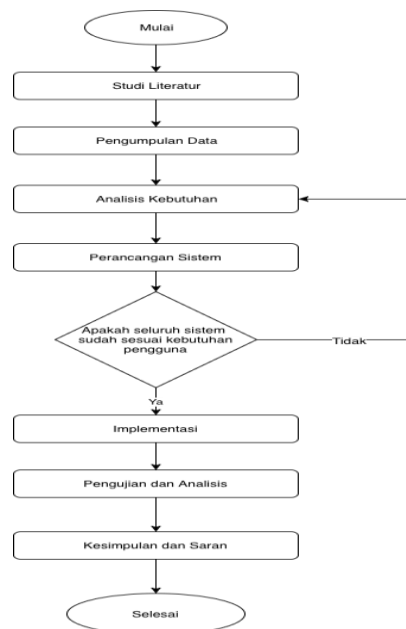 Mulai
Studi Literatur
Pengumpulan Data
Analisis Kebutuhan
Perancangan Sistem
Apakah seluruh sistem
sudah sesuai kebutuhan
pengguna
Tidak
Ya
Implementasi
Pengujian dan Analisis
Kesimpulan dan Saran
Selesai